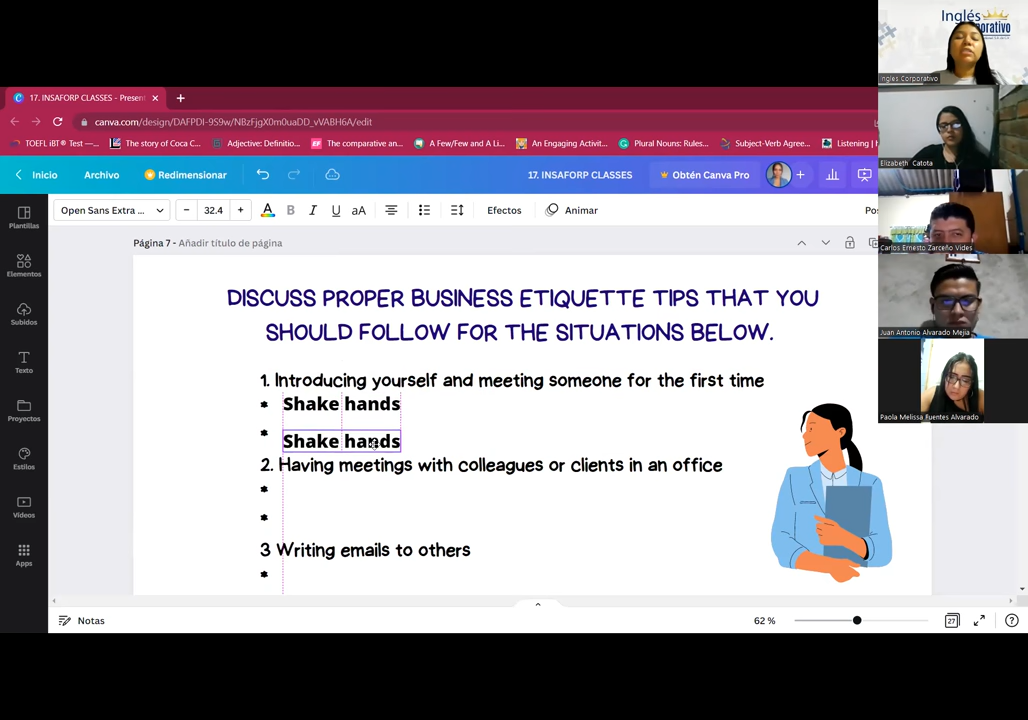 Inglés
Corporativo
Ingles Corporativo
17. INSAFORP CLASSES - Present
canva.com/design/DAFPDI-9S9w/NBzFjgX0m0uaDD_vVABH6A/edit
TOEFL iBT® Test —...
The story of Coca C...
Adjective: Definitio...
The comparative an...
A Few/Few and A Li...
An Engaging Activit...
Plural Nouns: Rules...
Subject-Verb Agree...
Listening |
Elizabeth Catota
Inicio
Archivo
Redimensionar
17. INSAFORP CLASSES
Obtén Canva Pro
Plantillas
Open Sans Extra ...
32.4
B I U aA
Efectos
Animar
Página 7 - Añadir título de página
Carlos Ernesto Zarceño Vides
Elementos
DISCUSS PROPER BUSINESS ETIQUETTE TIPS THAT YOU
SHOULD FOLLOW FOR THE SITUATIONS BELOW.
Subidos
Juan Antonio Alvarado Mejia
Texto
1. Introducing yourself and meeting someone for the first time
* Shake hands
* Shake hands
Proyectos
Paola Melissa Fuentes Alvarado
2. Having meetings with colleagues or clients in an office
*
*
Estilos
Videos
3 Writing emails to others
*
Apps
Notas
62 %
27